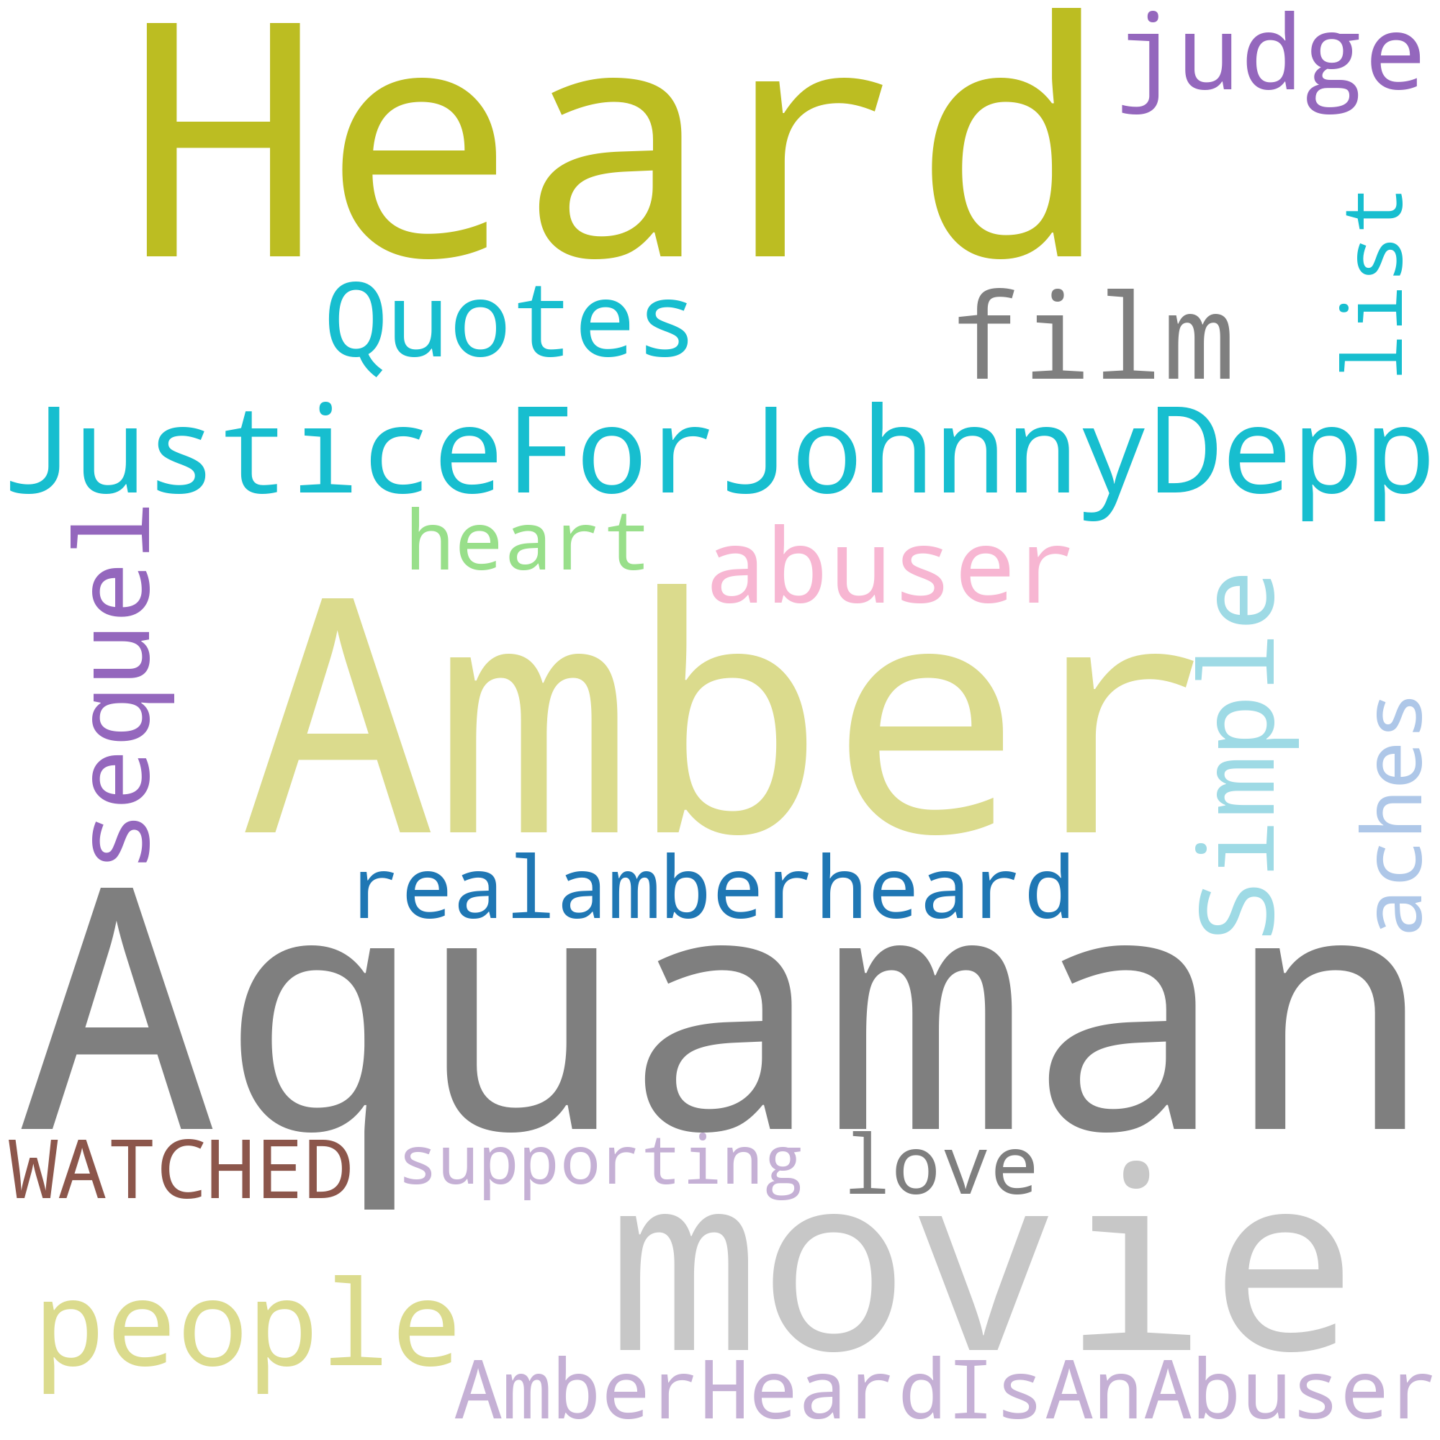 Heard
judge
list
Quotes
film
JusticeForJohnnyDepp
sequel
heart
abuser
Amber
Simple
aches
realamberheard
Aquaman
WATCHED
supporting
love
movie
people
AmberHeardIsAnAbuser